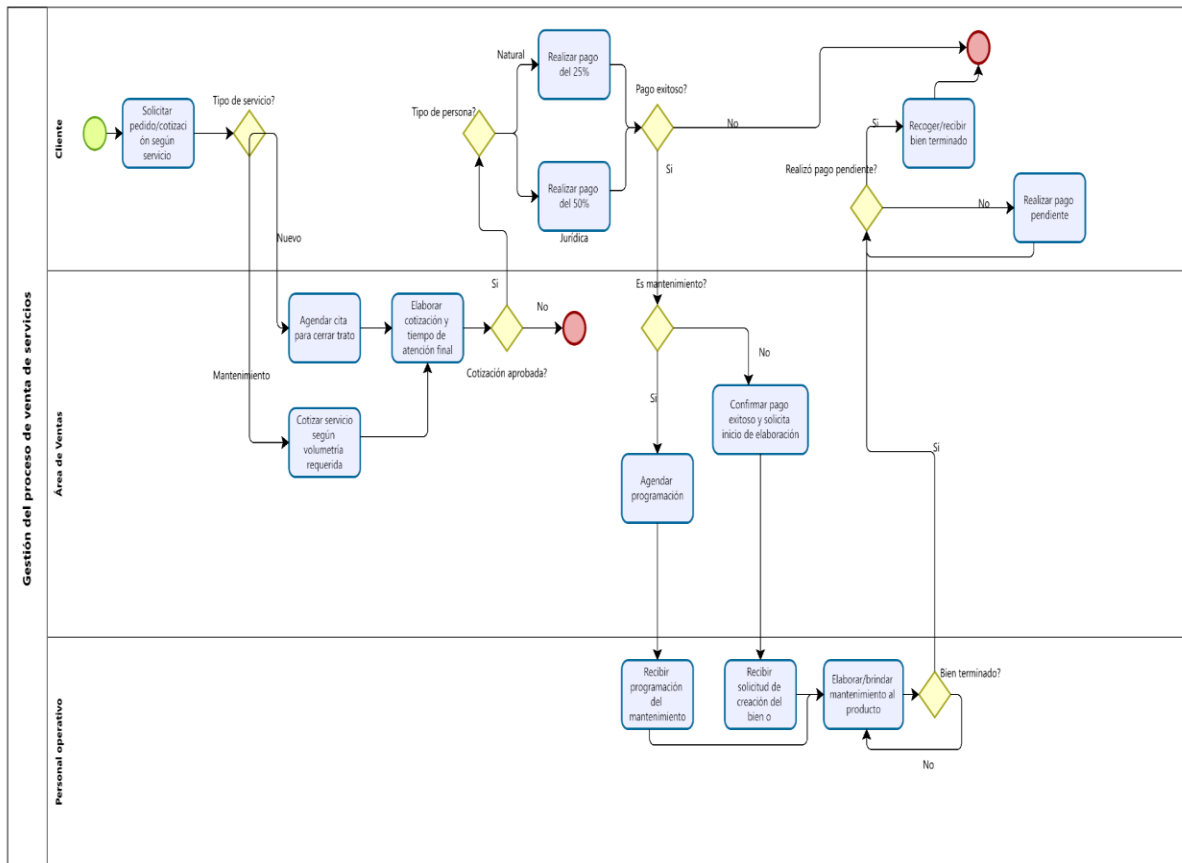 Gestión del proceso de venta de servicios
Cliente
Solicitar
pedido/cotizaci
ón según
servicio
Tipo de servicio?
Nuevo
Mantenimiento
Tipo de persona?
Natural
Realizar pago
del 25%
Realizar pago
del 50%
Jurídica
Pago exitoso?
No
Si
Realizó pago pendiente?
Si
Recoger/recibir
bien terminado
No
Realizar pago
pendiente
Área de Ventas
Agendar cita
para cerrar trato
Cotizar servicio
según
volumetría
requerida
Elaborar
cotización y
tiempo de
atención final
Si
No
Cotización aprobada?
Es mantenimiento?
No
Si
Confirmar pago
exitoso y solicita
inicio de elaboración
Agendar
programación
Si
Personal operativo
Recibir
programación
del
mantenimiento
Recibir
solicitud de
creación del
bien o
Elaborar/brindar
mantenimiento al
producto
Bien terminado?
No